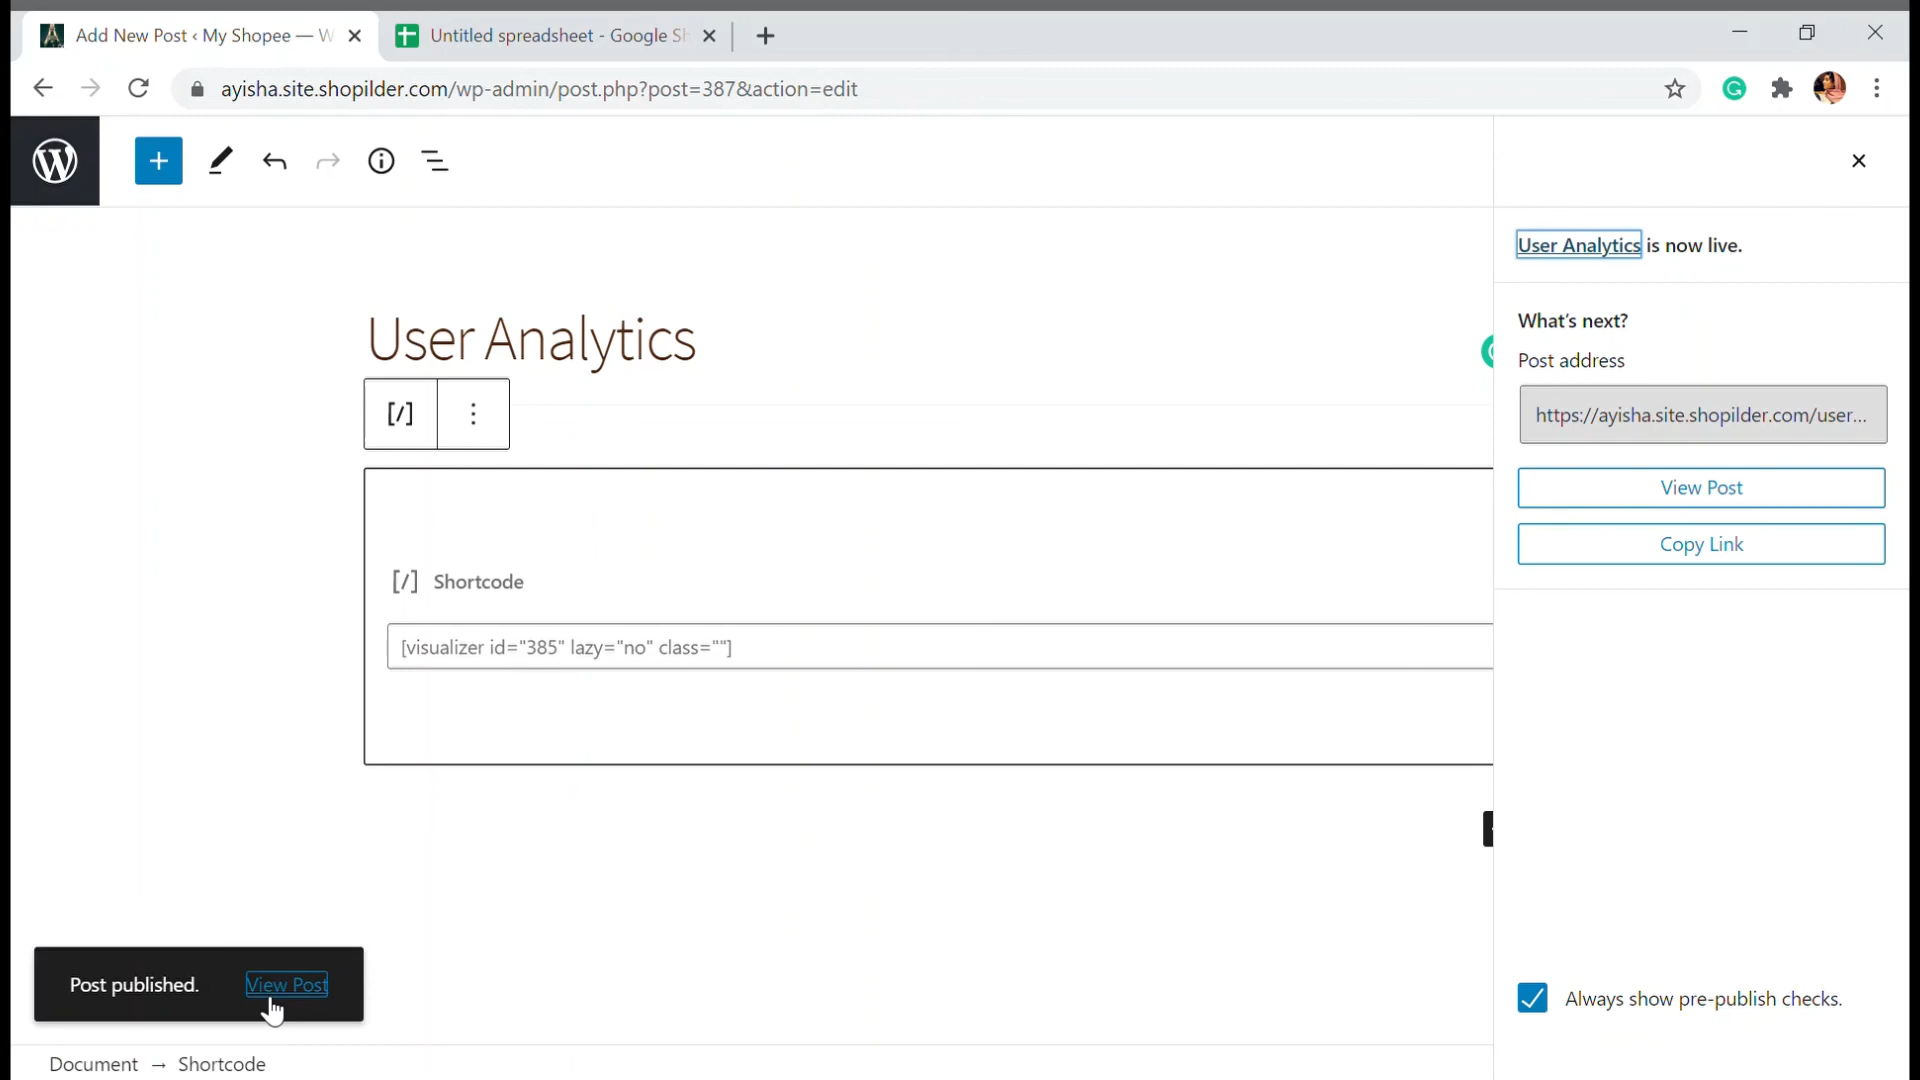 Add New Post ‹ My Shopee — W
Untitled spreadsheet - Google Sh
ayisha.site.shopilder.com/wp-admin/post.php?post=387&action=edit
User Analytics is now live.
What's next?
Post address
https://ayisha.site.shopilder.com/user...
View Post
Copy Link
User Analytics
[/]
[/] Shortcode
[visualizer id="385" lazy="no" class=""]
Post published. View Post
Always show pre-publish checks.
Document → Shortcode